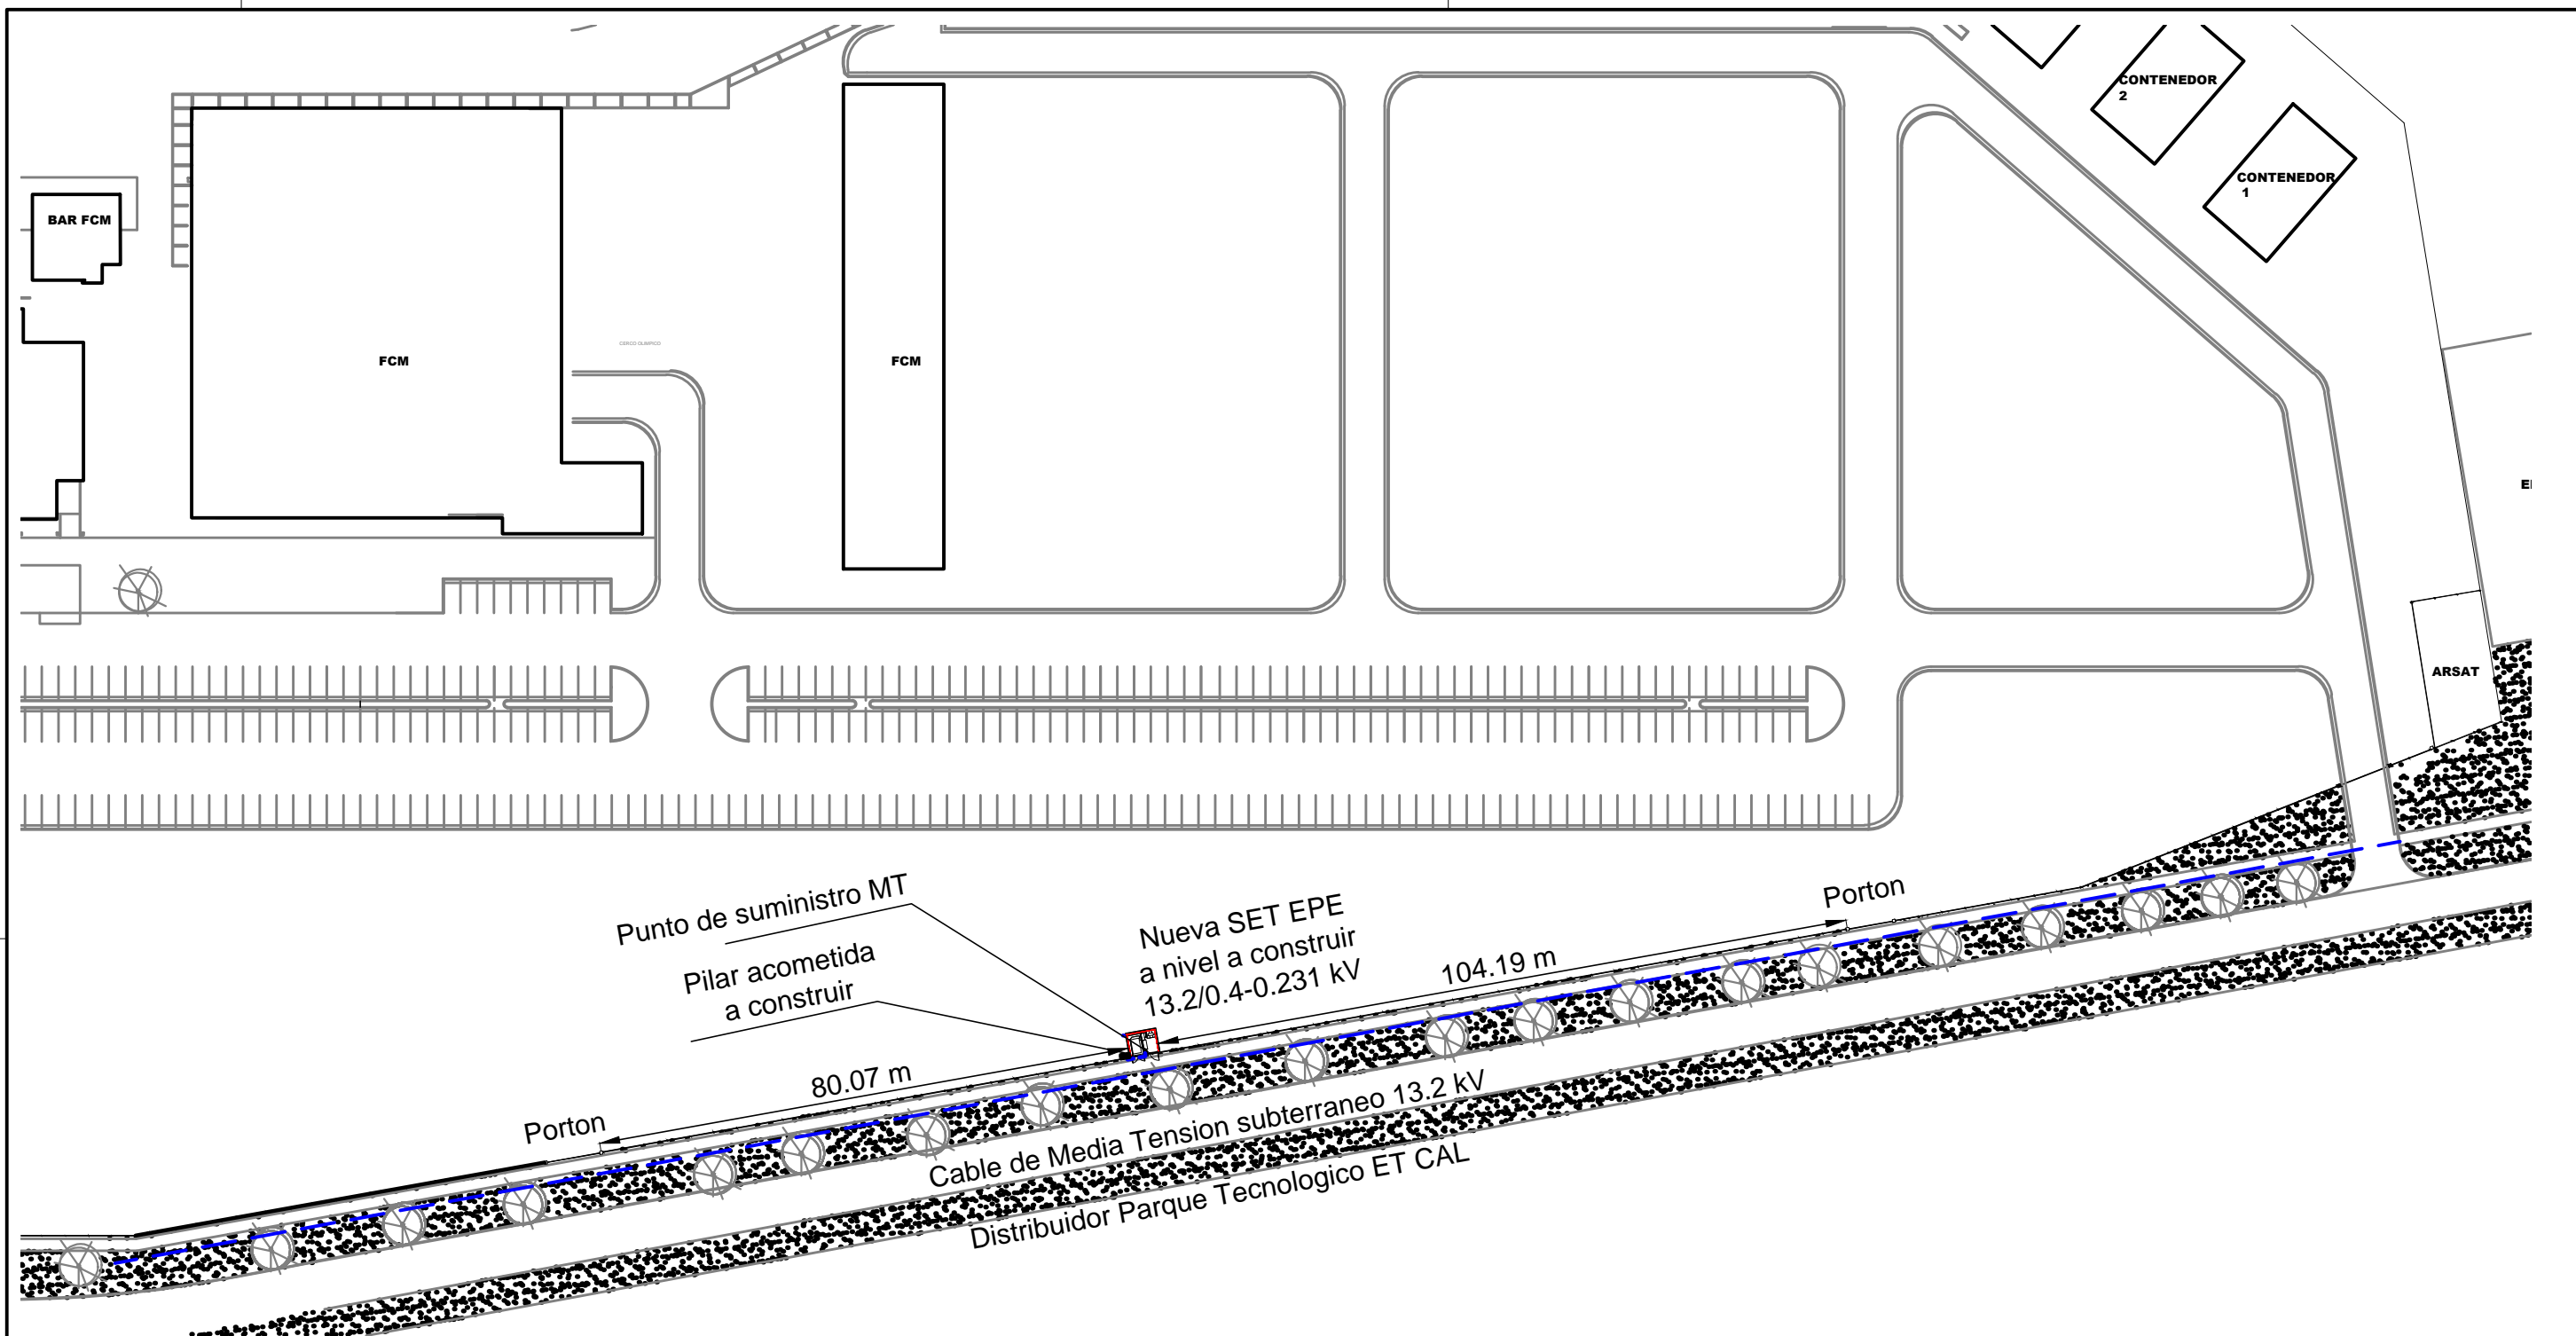 CONTENEDOR
2
CONTENEDOR
1
BAR FCM
CERCO OLIMPICO
FCM
FCM
ARSAT
Punto de suministro MT
Pilar acometida
a construir
Nueva SET EPE
a nivel a construir
13.2/0.4-0.231 kV
Porton
104.19 m
80.07 m
Porton
Cable de Media Tension subterraneo 13.2 kV
Distribuidor Parque Tecnologico ET CAL